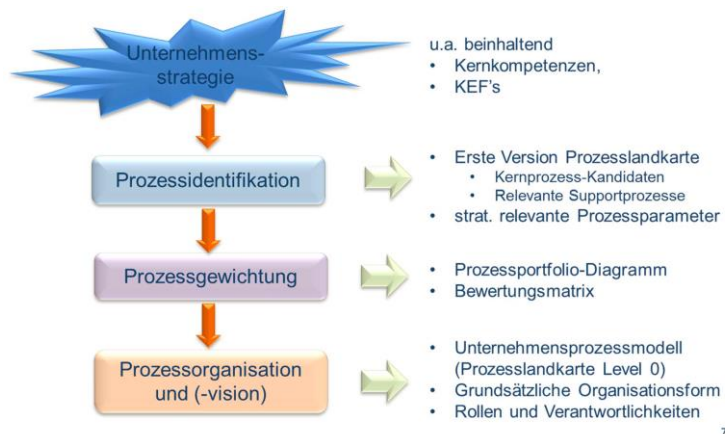 Unternehmens-
strategie
u.a. beinhaltend
• Kernkompetenzen,
• KEF's
Prozessidentifikation
• Erste Version Prozesslandkarte
• Kernprozess-Kandidaten
• Relevante Supportprozesse
• strat. relevante Prozessparameter
Prozessgewichtung
• Prozessportfolio-Diagramm
• Bewertungsmatrix
Prozessorganisation
und (-vision)
• Unternehmensprozessmodell
(Prozesslandkarte Level 0)
• Grundsätzliche Organisationsform
• Rollen und Verantwortlichkeiten